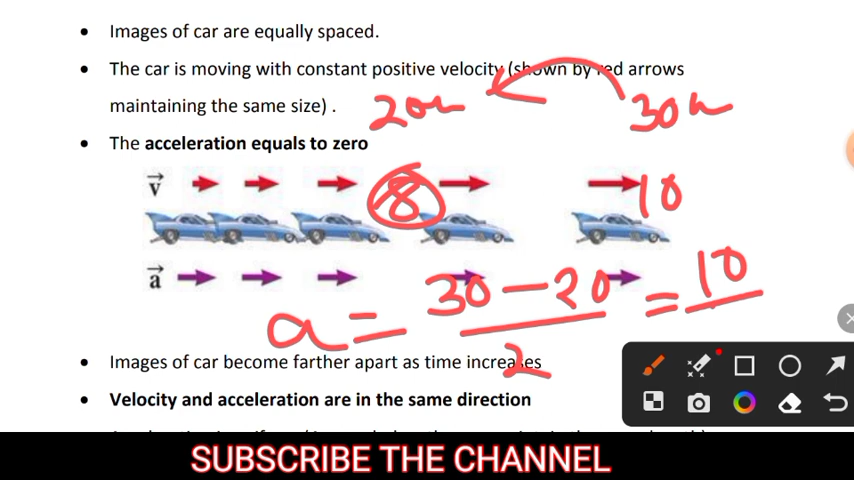 • Images of car are equally spaced.
• The car is moving with constant positive velocity (shown by red arrows
maintaining the same size) .
20m 30m
• The acceleration equals to zero
v
8 10
a
a = 30 - 20 = 10
2
• Images of car become farther apart as time increases
• Velocity and acceleration are in the same direction
SUBSCRIBE THE CHANNEL